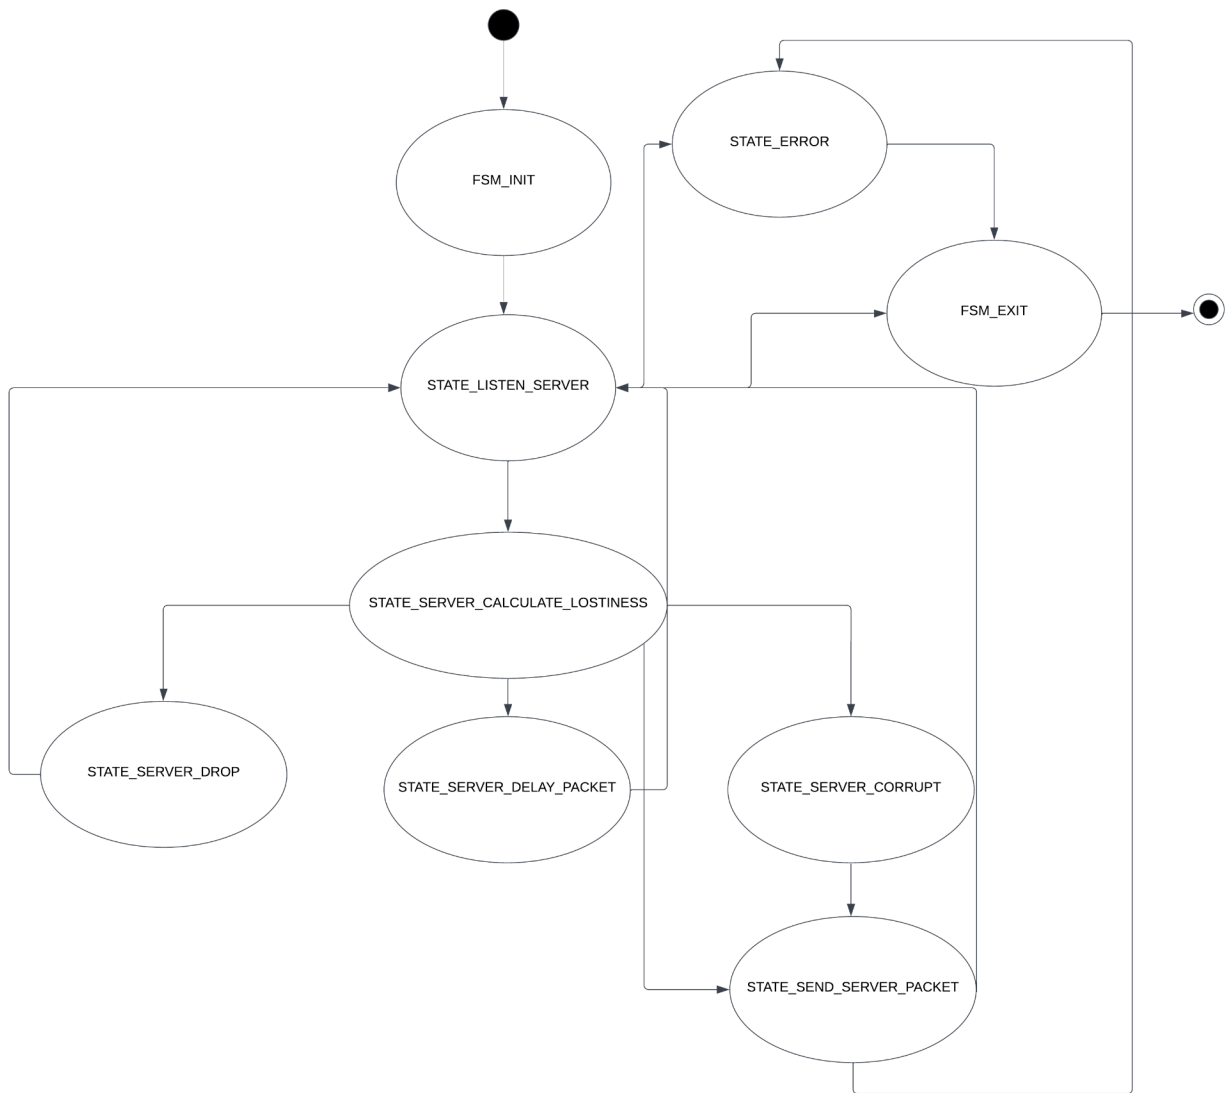 STATE_ERROR
FSM_INIT
FSM_EXIT
STATE_LISTEN_SERVER
STATE_SERVER_CALCULATE_LOSTINESS
STATE_SERVER_DROP
STATE_SERVER_DELAY_PACKET
STATE_SERVER_CORRUPT
STATE_SEND_SERVER_PACKET